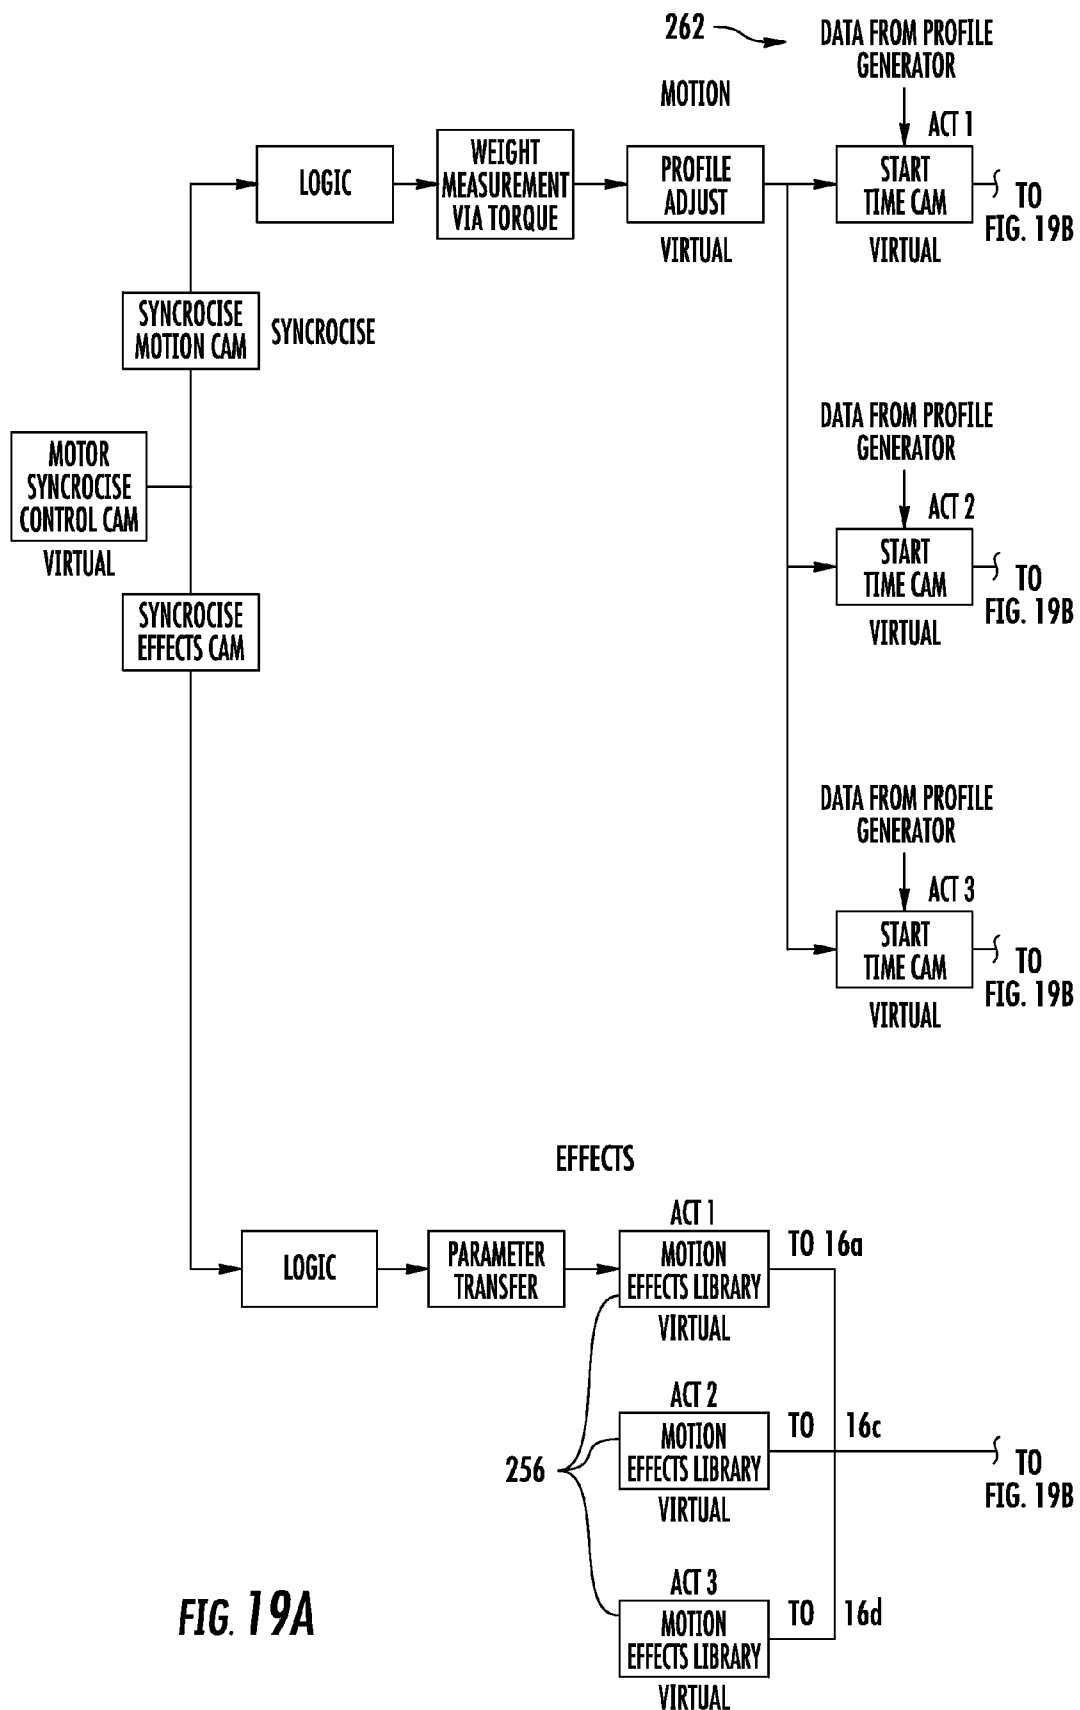 262
DATA FROM PROFILE
GENERATOR
MOTION
ACT 1
LOGIC
WEIGHT
MEASUREMENT
VIA TORQUE
PROFILE
ADJUST
VIRTUAL
START
TIME CAM
VIRTUAL
TO
FIG. 19B
SYNCROCISE
MOTION CAM
SYNCROCISE
MOTOR
SYNCROCISE
CONTROL CAM
VIRTUAL
SYNCROCISE
EFFECTS CAM
DATA FROM PROFILE
GENERATOR
ACT 2
START
TIME CAM
VIRTUAL
TO
FIG. 19B
DATA FROM PROFILE
GENERATOR
ACT 3
START
TIME CAM
VIRTUAL
TO
FIG. 19B
EFFECTS
LOGIC
PARAMETER
TRANSFER
ACT 1
MOTION
EFFECTS LIBRARY
VIRTUAL
TO 16a
ACT 2
MOTION
EFFECTS LIBRARY
VIRTUAL
TO 16c
256
TO
FIG. 19B
ACT 3
MOTION
EFFECTS LIBRARY
VIRTUAL
TO 16d
FIG. 19A